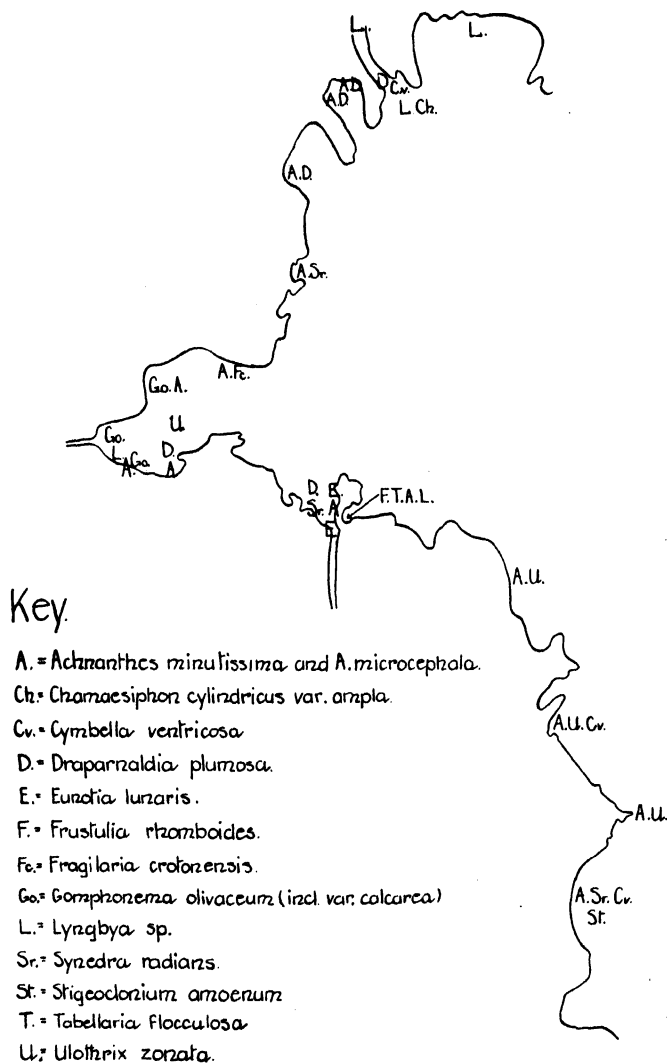 L.
L.
A.D.
D.
Cv.
A.D.
L.Ch.
A.D.
A.Sr.
A.Fc.
Go.A.
U.
Go.
D.
L. Go.
A.
A
D. E.
F.T.A.L.
Sr. A
E
A.U.
Key.
A. = Achnanthes minutissima and A. microcephala.
Ch. = Chamaesiphon cylindricus var. ampla.
Cv. = Cymbella ventricosa
A.U.Cv.
D. = Draparnaldia plumosa.
E. = Eunotia lunaris.
A.U.
F. = Frustulia rhomboides.
Fc. = Fragilaria crotonensis.
Go. = Gomphonema olivaceum (incl. var. calcarea)
A.Sr. Cv.
St.
L. = Lyngbya sp.
Sr. = Synedra radians.
St. = Stigeoclonium amoenum
T. = Tabellaria flocculosa
U. = Ulothrix zonata.